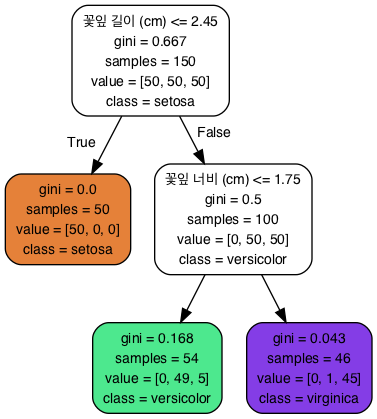 꽃잎 길이 (cm) <= 2.45
gini = 0.667
samples = 150
value = [50, 50, 50]
class = setosa
True
False
gini = 0.0
samples = 50
value = [50, 0, 0]
class = setosa
꽃잎 너비 (cm) <= 1.75
gini = 0.5
samples = 100
value = [0, 50, 50]
class = versicolor
gini = 0.168
samples = 54
value = [0, 49, 5]
class = versicolor
gini = 0.043
samples = 46
value = [0, 1, 45]
class = virginica